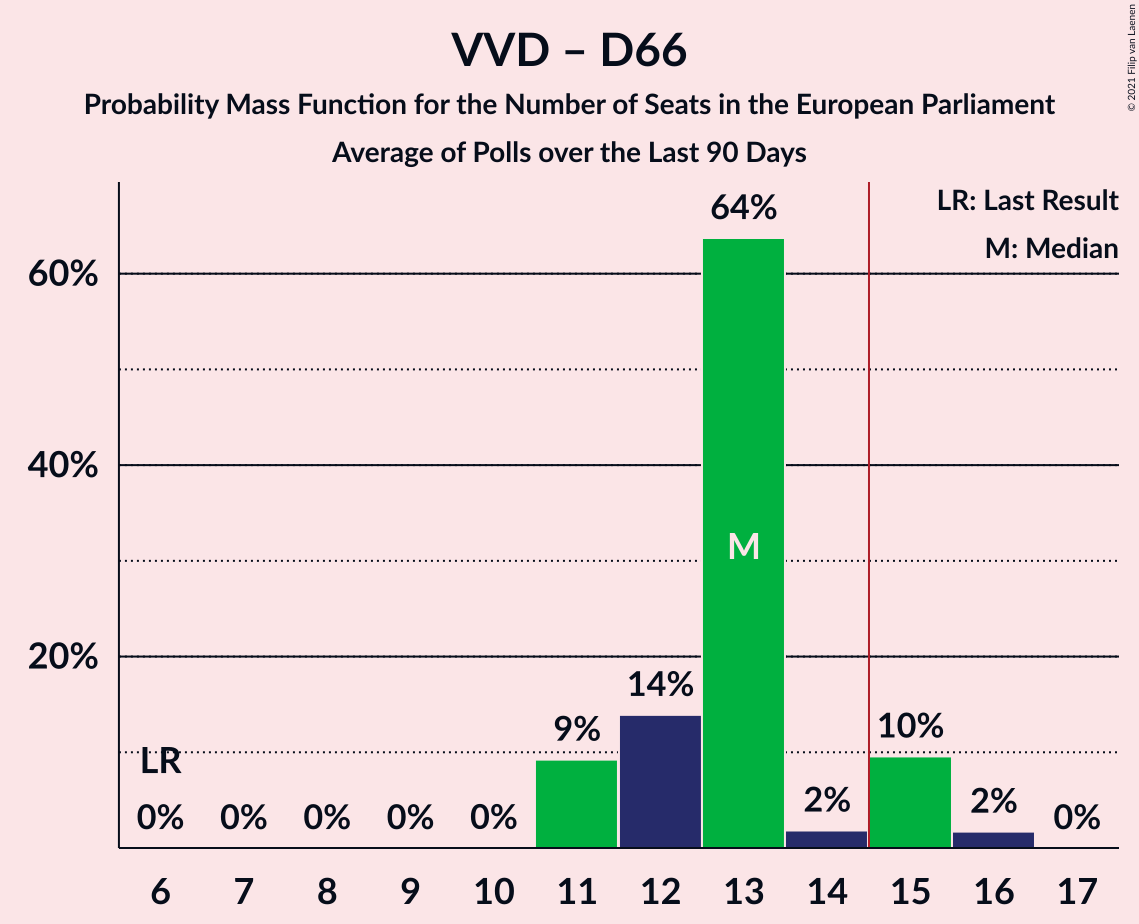 VVD – D66
Probability Mass Function for the Number of Seats in the European Parliament
Average of Polls over the Last 90 Days
© 2021 Filip van Laenen
LR: Last Result
M: Median
64%
60%
40%
20%
M
14%
9%
10%
LR
2%
2%
0% 0% 0% 0% 0% 0%
6 7 8 9 10 11 12 13 14 15 16 17